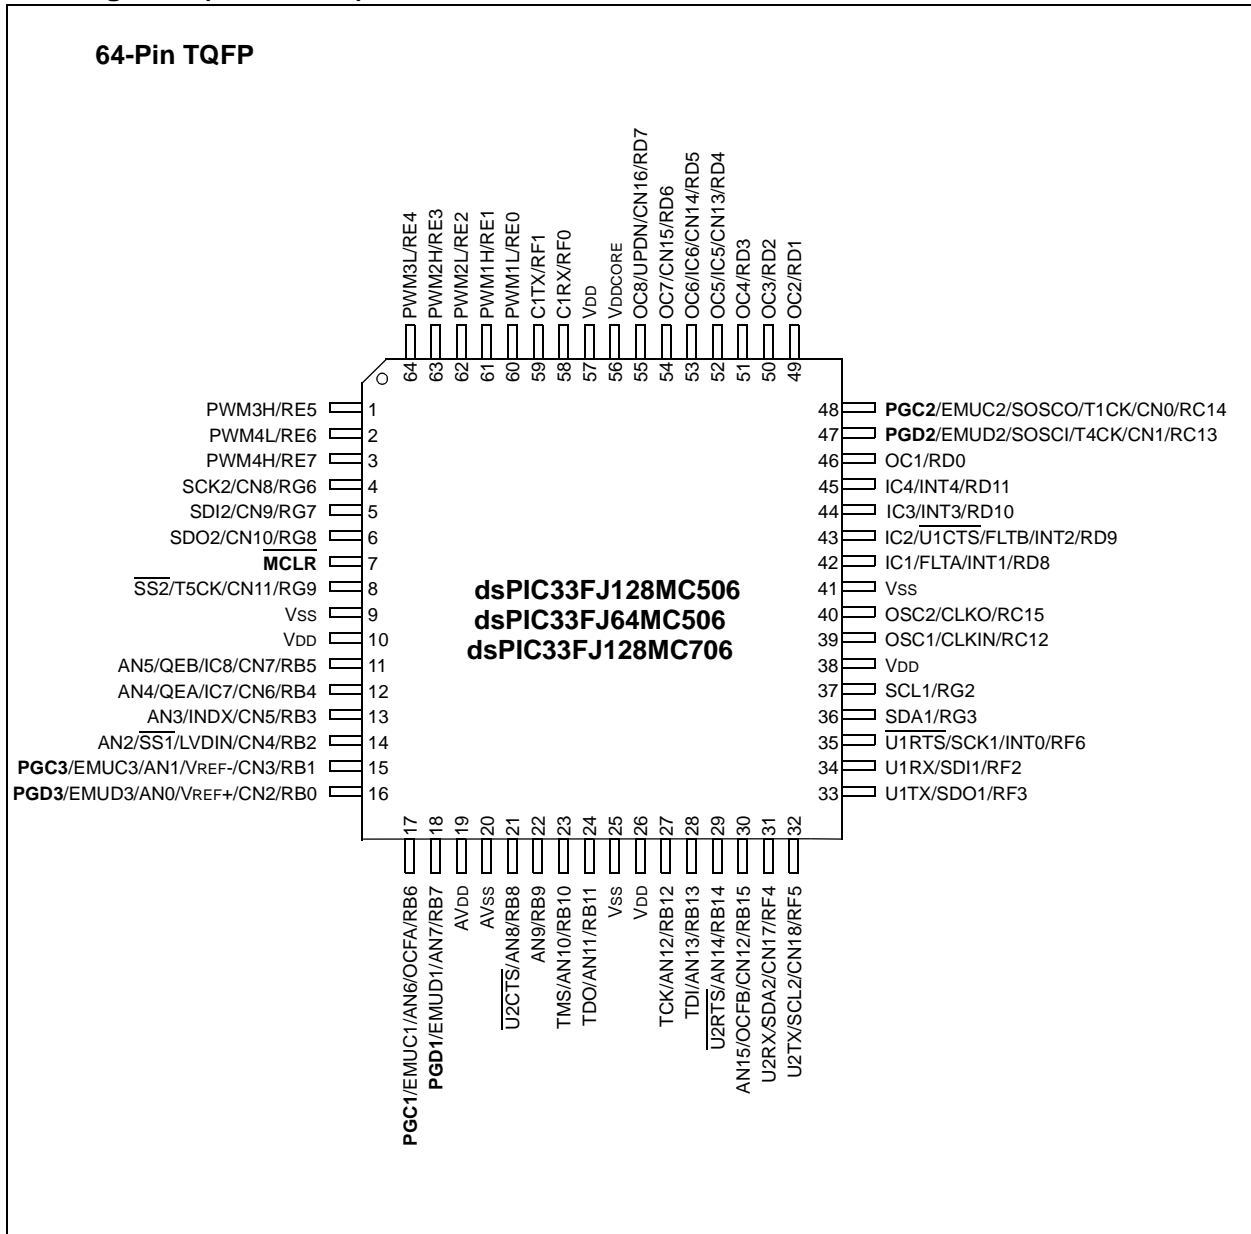 64-Pin TQFP
PWM3L/RE4
PWM2H/RE3
PWM2L/RE2
PWM1H/RE1
PWM1L/RE0
C1TX/RF1
C1RX/RF0
VDD
VDDCORE
OC8/UPDN/CN16/RD7
OC7/CN15/RD6
OC6/IC6/CN14/RD5
OC5/IC5/CN13/RD4
OC4/RD3
OC3/RD2
OC2/RD1
64
63
62
61
60
59
58
57
56
55
54
53
52
51
50
49
PWM3H/RE5 1
PWM4L/RE6 2
PWM4H/RE7 3
SCK2/CN8/RG6 4
SDI2/CN9/RG7 5
SDO2/CN10/RG8 6
MCLR 7
SS2/T5CK/CN11/RG9 8
VSS 9
VDD 10
AN5/QEB/IC8/CN7/RB5 11
AN4/QEA/IC7/CN6/RB4 12
AN3/INDX/CN5/RB3 13
AN2/SS1/LVDIN/CN4/RB2 14
PGC3/EMUC3/AN1/VREF-/CN3/RB1 15
PGD3/EMUD3/AN0/VREF+/CN2/RB0 16
dsPIC33FJ128MC506
dsPIC33FJ64MC506
dsPIC33FJ128MC706
48 PGC2/EMUC2/SOSCO/T1CK/CN0/RC14
47 PGD2/EMUD2/SOSCI/T4CK/CN1/RC13
46 OC1/RD0
45 IC4/INT4/RD11
44 IC3/INT3/RD10
43 IC2/U1CTS/FLTB/INT2/RD9
42 IC1/FLTA/INT1/RD8
41 VSS
40 OSC2/CLKO/RC15
39 OSC1/CLKIN/RC12
38 VDD
37 SCL1/RG2
36 SDA1/RG3
35 U1RTS/SCK1/INT0/RF6
34 U1RX/SDI1/RF2
33 U1TX/SDO1/RF3
17
18
19
20
21
22
23
24
25
26
27
28
29
30
31
32
PGC1/EMUC1/AN6/OCFA/RB6
PGD1/EMUD1/AN7/RB7
AVDD
AVSS
U2CTS/AN8/RB8
AN9/RB9
TMS/AN10/RB10
TDO/AN11/RB11
VSS
VDD
TCK/AN12/RB12
TDI/AN13/RB13
U2RTS/AN14/RB14
AN15/OCFB/CN12/RB15
U2RX/SDA2/CN17/RF4
U2TX/SCL2/CN18/RF5